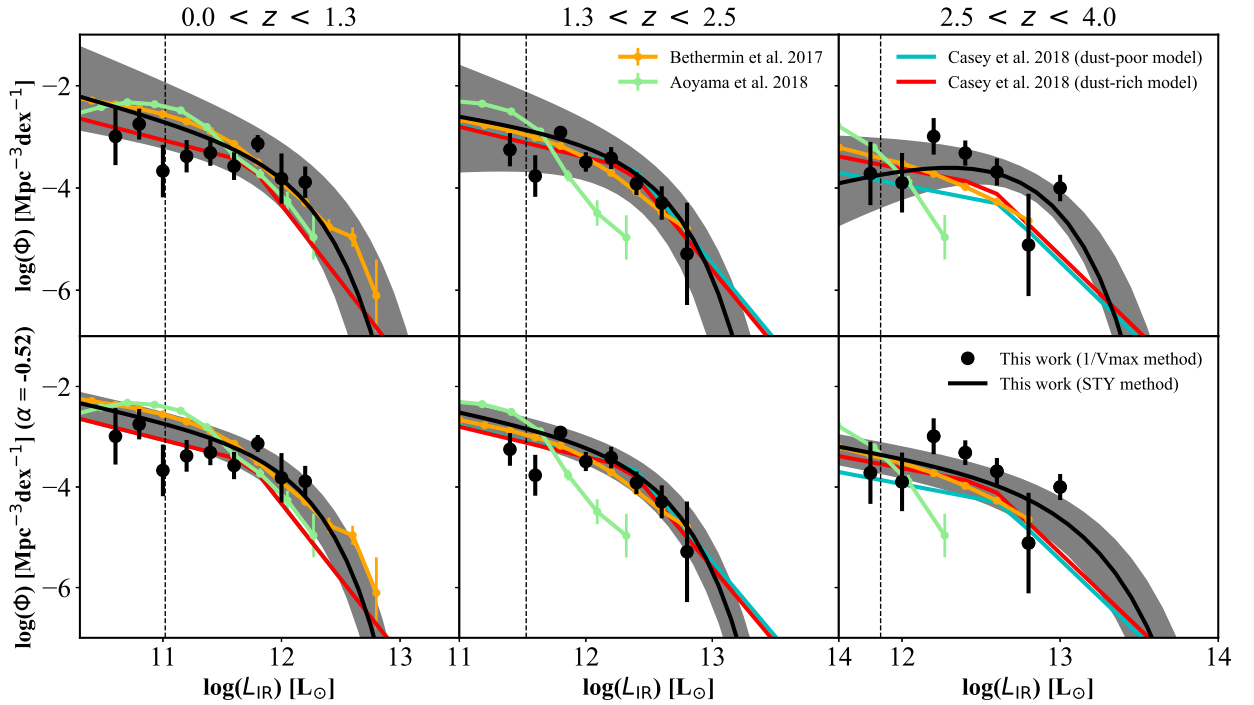 0.0 < z < 1.3
1.3 < z < 2.5
2.5 < z < 4.0
log(Φ) [Mpc⁻³dex⁻¹]
−2
−4
−6
Bethermin et al. 2017
Aoyama et al. 2018
Casey et al. 2018 (dust-poor model)
Casey et al. 2018 (dust-rich model)
log(Φ) [Mpc⁻³dex⁻¹] (α = -0.52)
−2
−4
−6
This work (1/Vmax method)
This work (STY method)
11 12 13
11 12 13
14 12 13 14
log(L_IR) [L⊙]
log(L_IR) [L⊙]
log(L_IR) [L⊙]